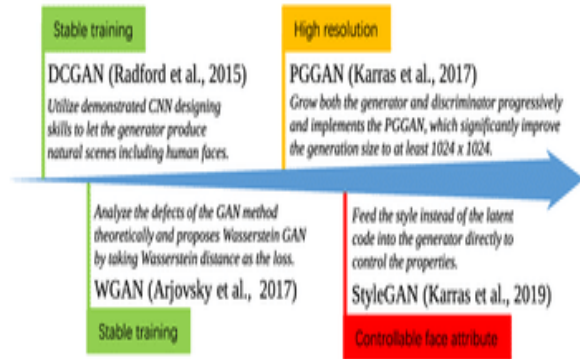 Stable training
DCGAN (Radford et al., 2015)
Utilize demonstrated CNN designing
skills to let the generator produce
natural scenes including human faces.
High resolution
PGGAN (Karras et al., 2017)
Grow both the generator and discriminator progressively
and implements the PGGAN, which significantly improve
the generation size to at least 1024 x 1024.
Analyze the defects of the GAN method
theoretically and proposes Wasserstein GAN
by taking Wasserstein distance as the loss.
WGAN (Arjovsky et al., 2017)
Stable training
Feed the style instead of the latent
code into the generator directly to
control the properties.
StyleGAN (Karras et al., 2019)
Controllable face attribute